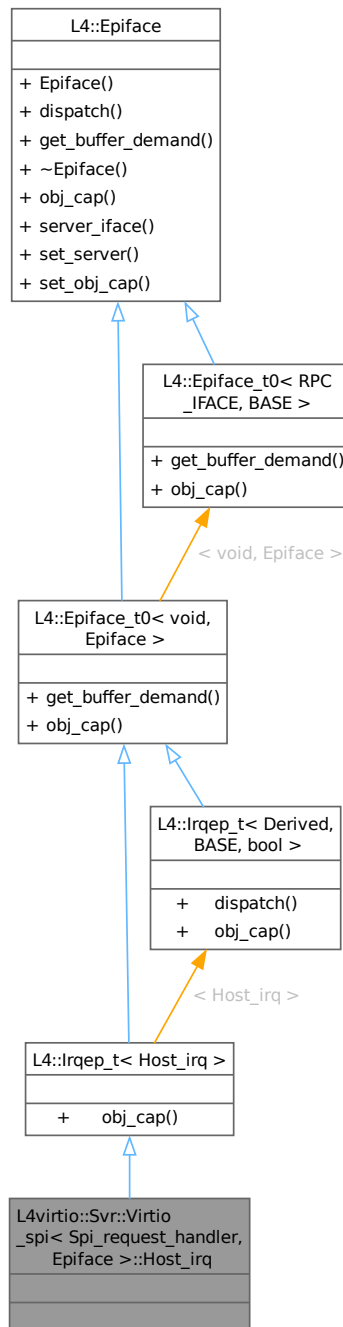 L4::Epiface
+ Epiface()
+ dispatch()
+ get_buffer_demand()
+ ~Epiface()
+ obj_cap()
+ server_iface()
+ set_server()
+ set_obj_cap()
L4::Epiface_t0< RPC
_IFACE, BASE >
+ get_buffer_demand()
+ obj_cap()
< void, Epiface >
L4::Epiface_t0< void,
Epiface >
+ get_buffer_demand()
+ obj_cap()
L4::Irqep_t< Derived,
BASE, bool >
+ dispatch()
+ obj_cap()
< Host_irq >
L4::Irqep_t< Host_irq >
+ obj_cap()
L4virtio::Svr::Virtio
_spi< Spi_request_handler,
Epiface >::Host_irq